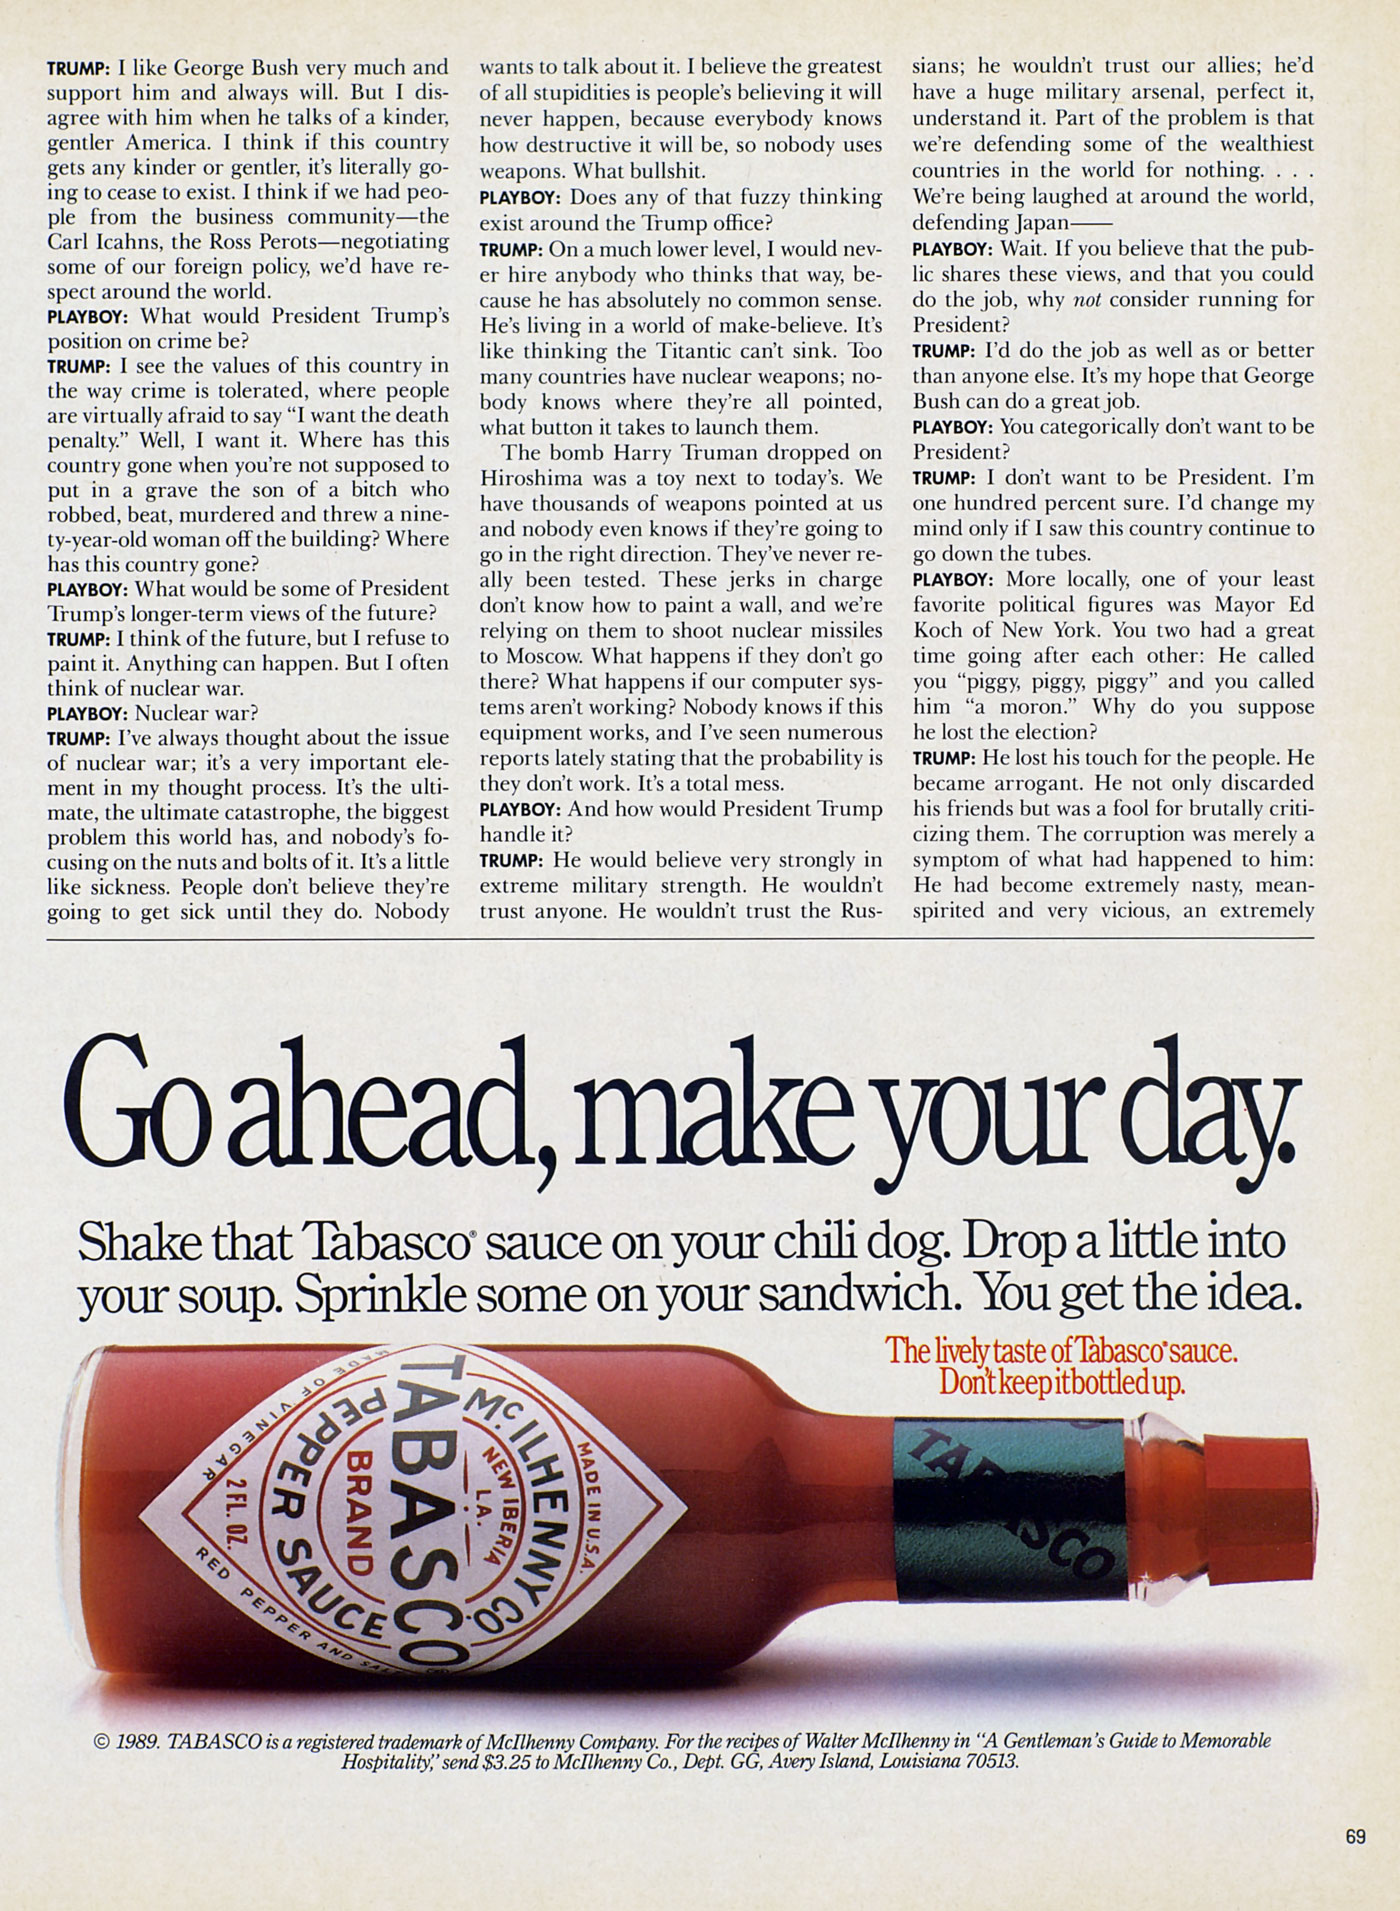 TRUMP: I like George Bush very much and
support him and always will. But I dis-
agree with him when he talks of a kinder,
gentler America. I think if this country
gets any kinder or gentler, it's literally go-
ing to cease to exist. I think if we had peo-
ple from the business community—the
Carl Icahns, the Ross Perots—negotiating
some of our foreign policy, we'd have re-
spect around the world.
PLAYBOY: What would President Trump's
position on crime be?
TRUMP: I see the values of this country in
the way crime is tolerated, where people
are virtually afraid to say “I want the death
penalty.” Well, I want it. Where has this
country gone when you're not supposed to
put in a grave the son of a bitch who
robbed, beat, murdered and threw a nine-
ty-year-old woman off the building? Where
has this country gone?
PLAYBOY: What would be some of President
Trump's longer-term views of the future?
TRUMP: I think of the future, but I refuse to
paint it. Anything can happen. But I often
think of nuclear war.
PLAYBOY: Nuclear war?
TRUMP: I've always thought about the issue
of nuclear war; it's a very important ele-
ment in my thought process. It's the ulti-
mate, the ultimate catastrophe, the biggest
problem this world has, and nobody's fo-
cusing on the nuts and bolts of it. It's a little
like sickness. People don't believe they're
going to get sick until they do. Nobody
wants to talk about it. I believe the greatest
of all stupidities is people's believing it will
never happen, because everybody knows
how destructive it will be, so nobody uses
weapons. What bullshit.
PLAYBOY: Does any of that fuzzy thinking
exist around the Trump office?
TRUMP: On a much lower level, I would nev-
er hire anybody who thinks that way, be-
cause he has absolutely no common sense.
He's living in a world of make-believe. It's
like thinking the Titantic can't sink. Too
many countries have nuclear weapons; no-
body knows where they're all pointed,
what button it takes to launch them.
The bomb Harry Truman dropped on
Hiroshima was a toy next to today's. We
have thousands of weapons pointed at us
and nobody even knows if they're going to
go in the right direction. They've never re-
ally been tested. These jerks in charge
don't know how to paint a wall, and we're
relying on them to shoot nuclear missiles
to Moscow. What happens if they don't go
there? What happens if our computer sys-
tems aren't working? Nobody knows if this
equipment works, and I've seen numerous
reports lately stating that the probability is
they don't work. It's a total mess.
PLAYBOY: And how would President Trump
handle it?
TRUMP: He would believe very strongly in
extreme military strength. He wouldn't
trust anyone. He wouldn't trust the Rus-
sians; he wouldn't trust our allies; he'd
have a huge military arsenal, perfect it,
understand it. Part of the problem is that
we're defending some of the wealthiest
countries in the world for nothing. . . .
We're being laughed at around the world,
defending Japan——
PLAYBOY: Wait. If you believe that the pub-
lic shares these views, and that you could
do the job, why not consider running for
President?
TRUMP: I'd do the job as well as or better
than anyone else. It's my hope that George
Bush can do a great job.
PLAYBOY: You categorically don't want to be
President?
TRUMP: I don't want to be President. I'm
one hundred percent sure. I'd change my
mind only if I saw this country continue to
go down the tubes.
PLAYBOY: More locally, one of your least
favorite political figures was Mayor Ed
Koch of New York. You two had a great
time going after each other: He called
you “piggy, piggy, piggy” and you called
him “a moron.” Why do you suppose
he lost the election?
TRUMP: He lost his touch for the people. He
became arrogant. He not only discarded
his friends but was a fool for brutally criti-
cizing them. The corruption was merely a
symptom of what had happened to him:
He had become extremely nasty, mean-
spirited and very vicious, an extremely
Go ahead, make your day.
Shake that Tabasco® sauce on your chili dog. Drop a little into
your soup. Sprinkle some on your sandwich. You get the idea.
The lively taste of Tabasco® sauce.
Don't keep it bottled up.
MADE IN U.S.A.
McILHENNY CO.
NEW IBERIA
LA.
TABASCO
BRAND
PEPPER SAUCE
2 FL. OZ.
MADE OF VINEGAR
RED PEPPER AND SAL
TABASCO
© 1989. TABASCO is a registered trademark of McIlhenny Company. For the recipes of Walter McIlhenny in “A Gentleman's Guide to Memorable
Hospitality,” send $3.25 to McIlhenny Co., Dept. GG, Avery Island, Louisiana 70513.
69